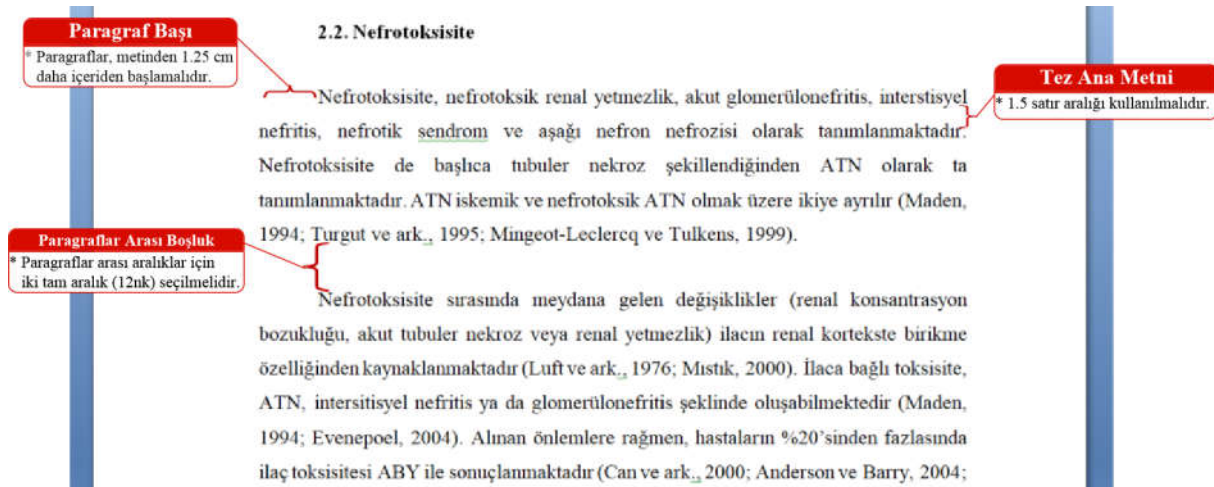 Paragraf Başı
* Paragraflar, metinden 1.25 cm
daha içeriden başlamalıdır.
2.2. Nefrotoksisite
Tez Ana Metni
* 1.5 satır aralığı kullanılmalıdır.
Nefrotoksisite, nefrotoksik renal yetmezlik, akut glomerülonefritis, interstisyel
nefritis, nefrotik sendrom ve aşağı nefron nefrozisi olarak tanımlanmaktadır.
Nefrotoksisite de başlıca tubuler nekroz şekillendiğinden ATN olarak ta
tanımlanmaktadır. ATN iskemik ve nefrotoksik ATN olmak üzere ikiye ayrılır (Maden,
1994; Turgut ve ark., 1995; Mingeot-Leclercq ve Tulkens, 1999).
Paragraflar Arası Boşluk
* Paragraflar arası aralıklar için
iki tam aralık (12nk) seçilmelidir.
Nefrotoksisite sırasında meydana gelen değişiklikler (renal konsantrasyon
bozukluğu, akut tubuler nekroz veya renal yetmezlik) ilacın renal kortekste birikme
özelliğinden kaynaklanmaktadır (Luft ve ark., 1976; Mıstık, 2000). İlaca bağlı toksisite,
ATN, intersitisyel nefritis ya da glomerülonefritis şeklinde oluşabilmektedir (Maden,
1994; Evenepoel, 2004). Alınan önlemlere rağmen, hastaların %20’sinden fazlasında
ilaç toksisitesi ABY ile sonuçlanmaktadır (Can ve ark., 2000; Anderson ve Barry, 2004;